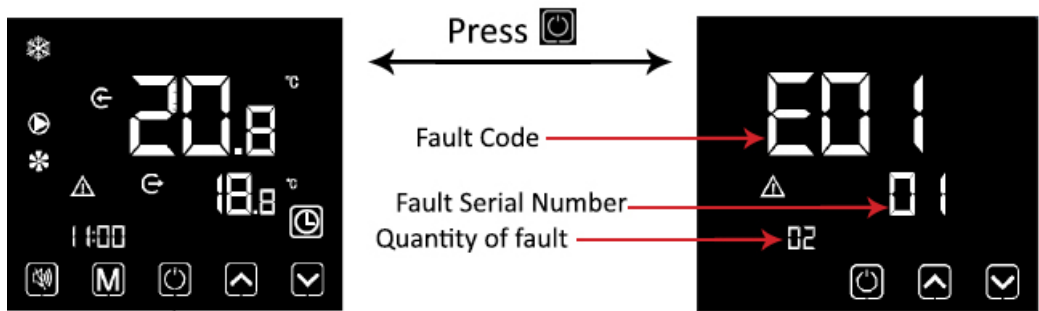 Press
20.8 °C
18.8 °C
11:00
M
Fault Code
Fault Serial Number
Quantity of fault
E01
01
02